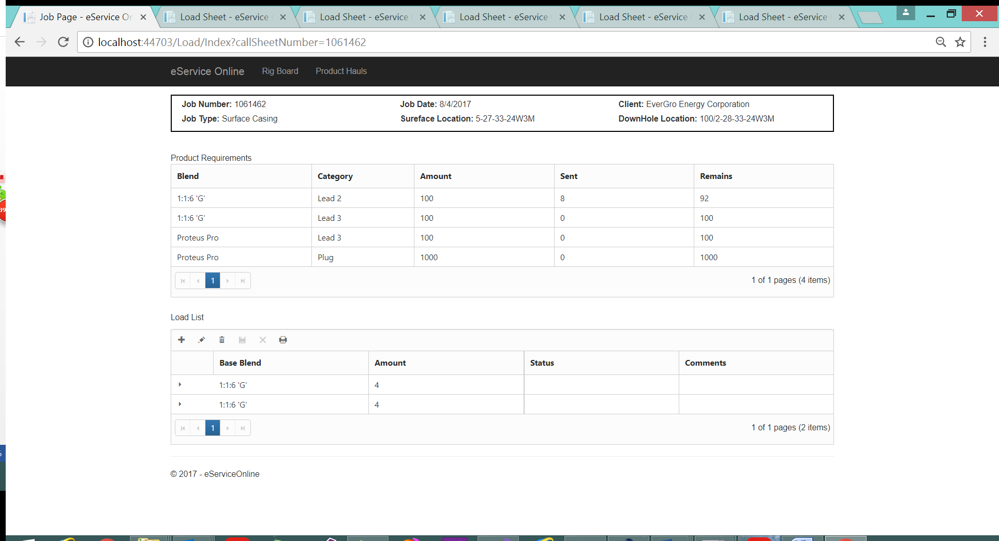 Job Page - eService Or
Load Sheet - eService
Load Sheet - eService
Load Sheet - eService
Load Sheet - eService
Load Sheet - eService
localhost:44703/Load/Index?callSheetNumber=1061462
eService Online Rig Board Product Hauls
Job Number: 1061462 Job Date: 8/4/2017 Client: EverGro Energy Corporation
Job Type: Surface Casing Sureface Location: 5-27-33-24W3M DownHole Location: 100/2-28-33-24W3M
Product Requirements
Blend Category Amount Sent Remains
1:1:6 'G' Lead 2 100 8 92
1:1:6 'G' Lead 3 100 0 100
Proteus Pro Lead 3 100 0 100
Proteus Pro Plug 1000 0 1000
1 1 of 1 pages (4 items)
Load List
Base Blend Amount Status Comments
1:1:6 'G' 4
1:1:6 'G' 4
1 1 of 1 pages (2 items)
© 2017 - eServiceOnline